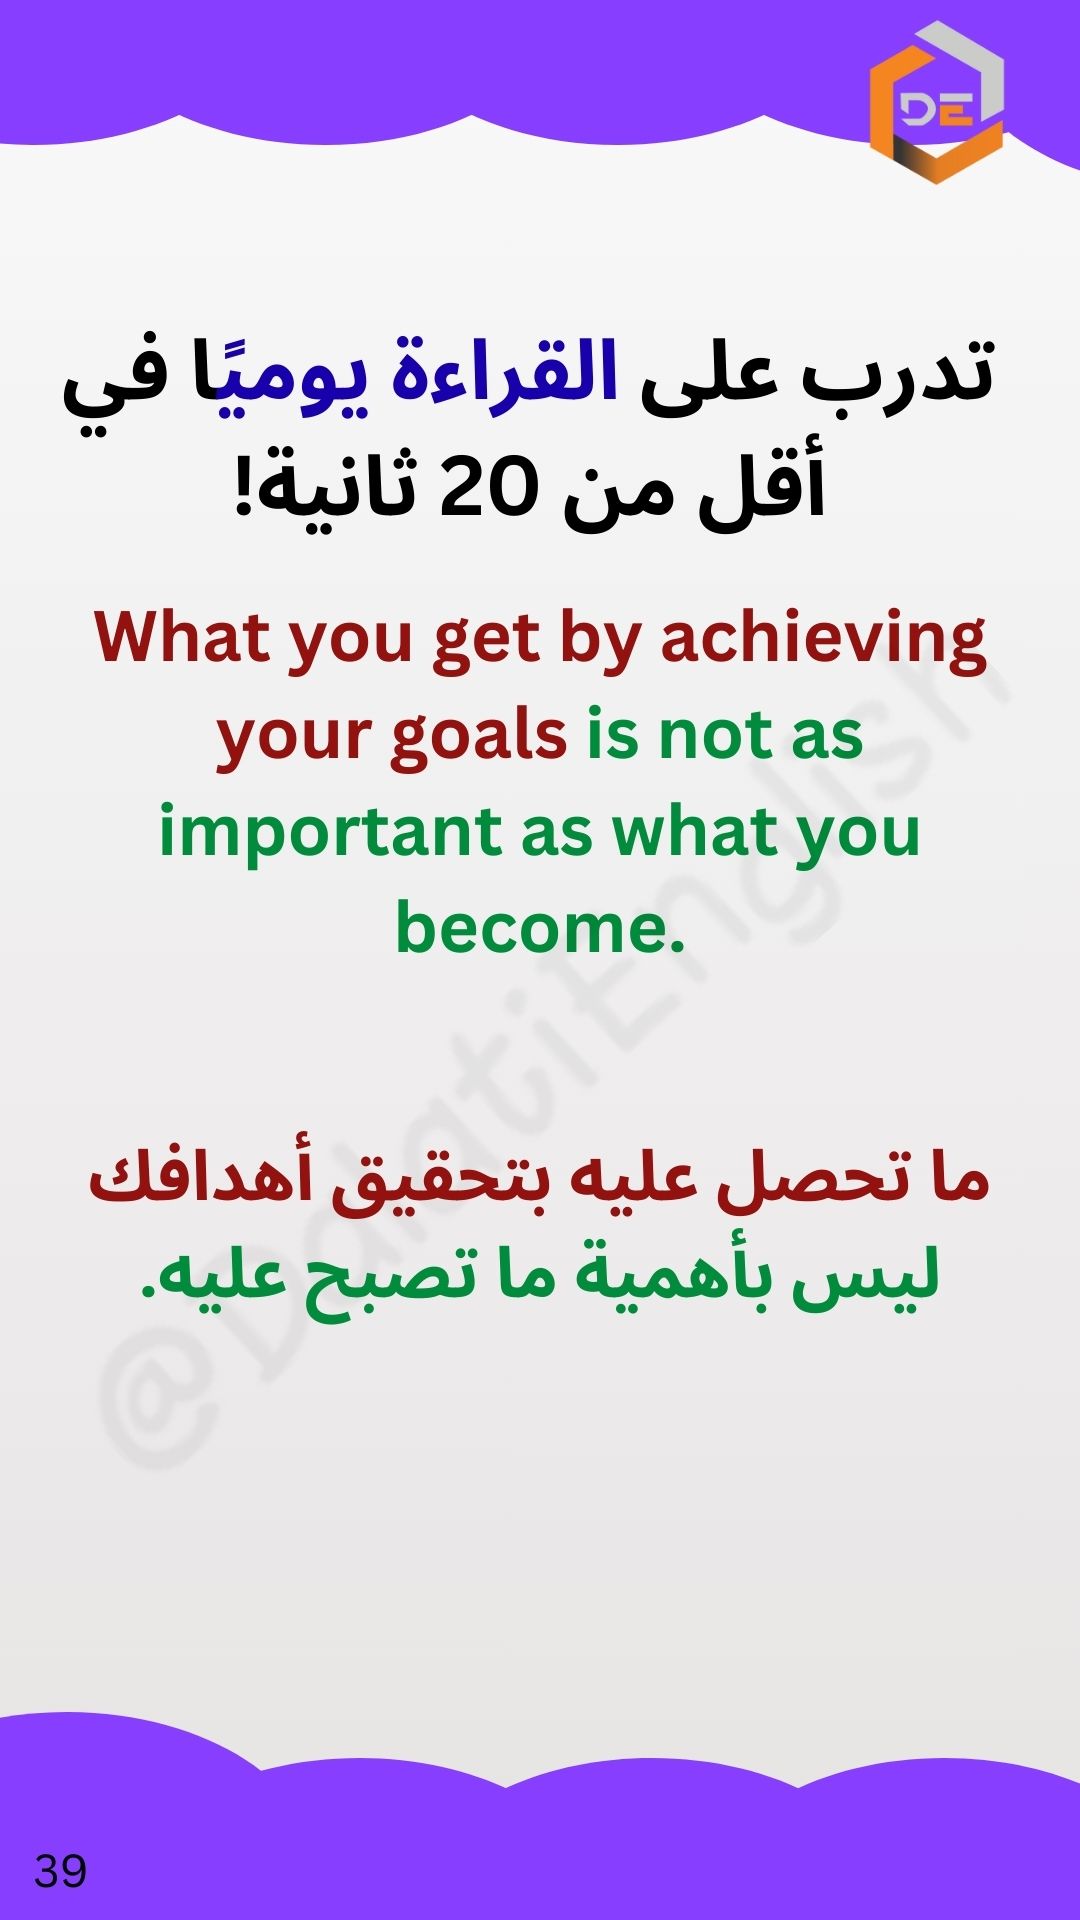 DE
تدرب على القراءة يوميًا في
أقل من 20 ثانية!
What you get by achieving
your goals is not as
important as what you
become.
ما تحصل عليه بتحقيق أهدافك
ليس بأهمية ما تصبح عليه.
@DalatiEnglish
39